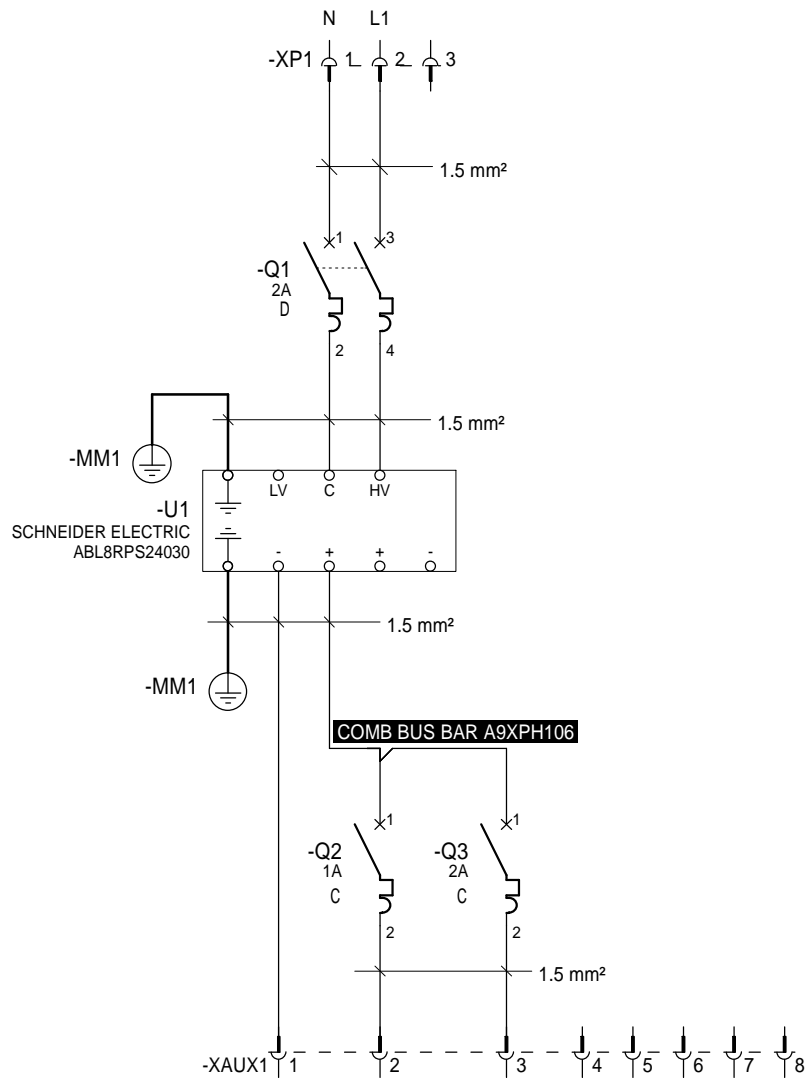 N L1
-XP1 1 2 3
1.5 mm²
1 3
-Q1
2A
D
2 4
1.5 mm²
-MM1
LV C HV
-U1
SCHNEIDER ELECTRIC
ABL8RPS24030
- + + -
1.5 mm²
-MM1
COMB BUS BAR A9XPH106
1 1
-Q2 -Q3
1A 2A
C C
2 2
1.5 mm²
-XAUX1 1 2 3 4 5 6 7 8